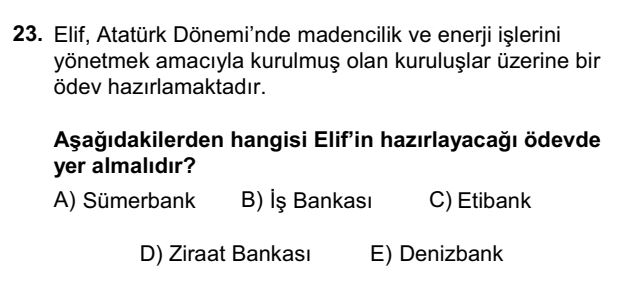 23. Elif, Atatürk Dönemi’nde madencilik ve enerji işlerini
yönetmek amacıyla kurulmuş olan kuruluşlar üzerine bir
ödev hazırlamaktadır.
Aşağıdakilerden hangisi Elif’in hazırlayacağı ödevde
yer almalıdır?
A) Sümerbank B) İş Bankası C) Etibank
D) Ziraat Bankası E) Denizbank